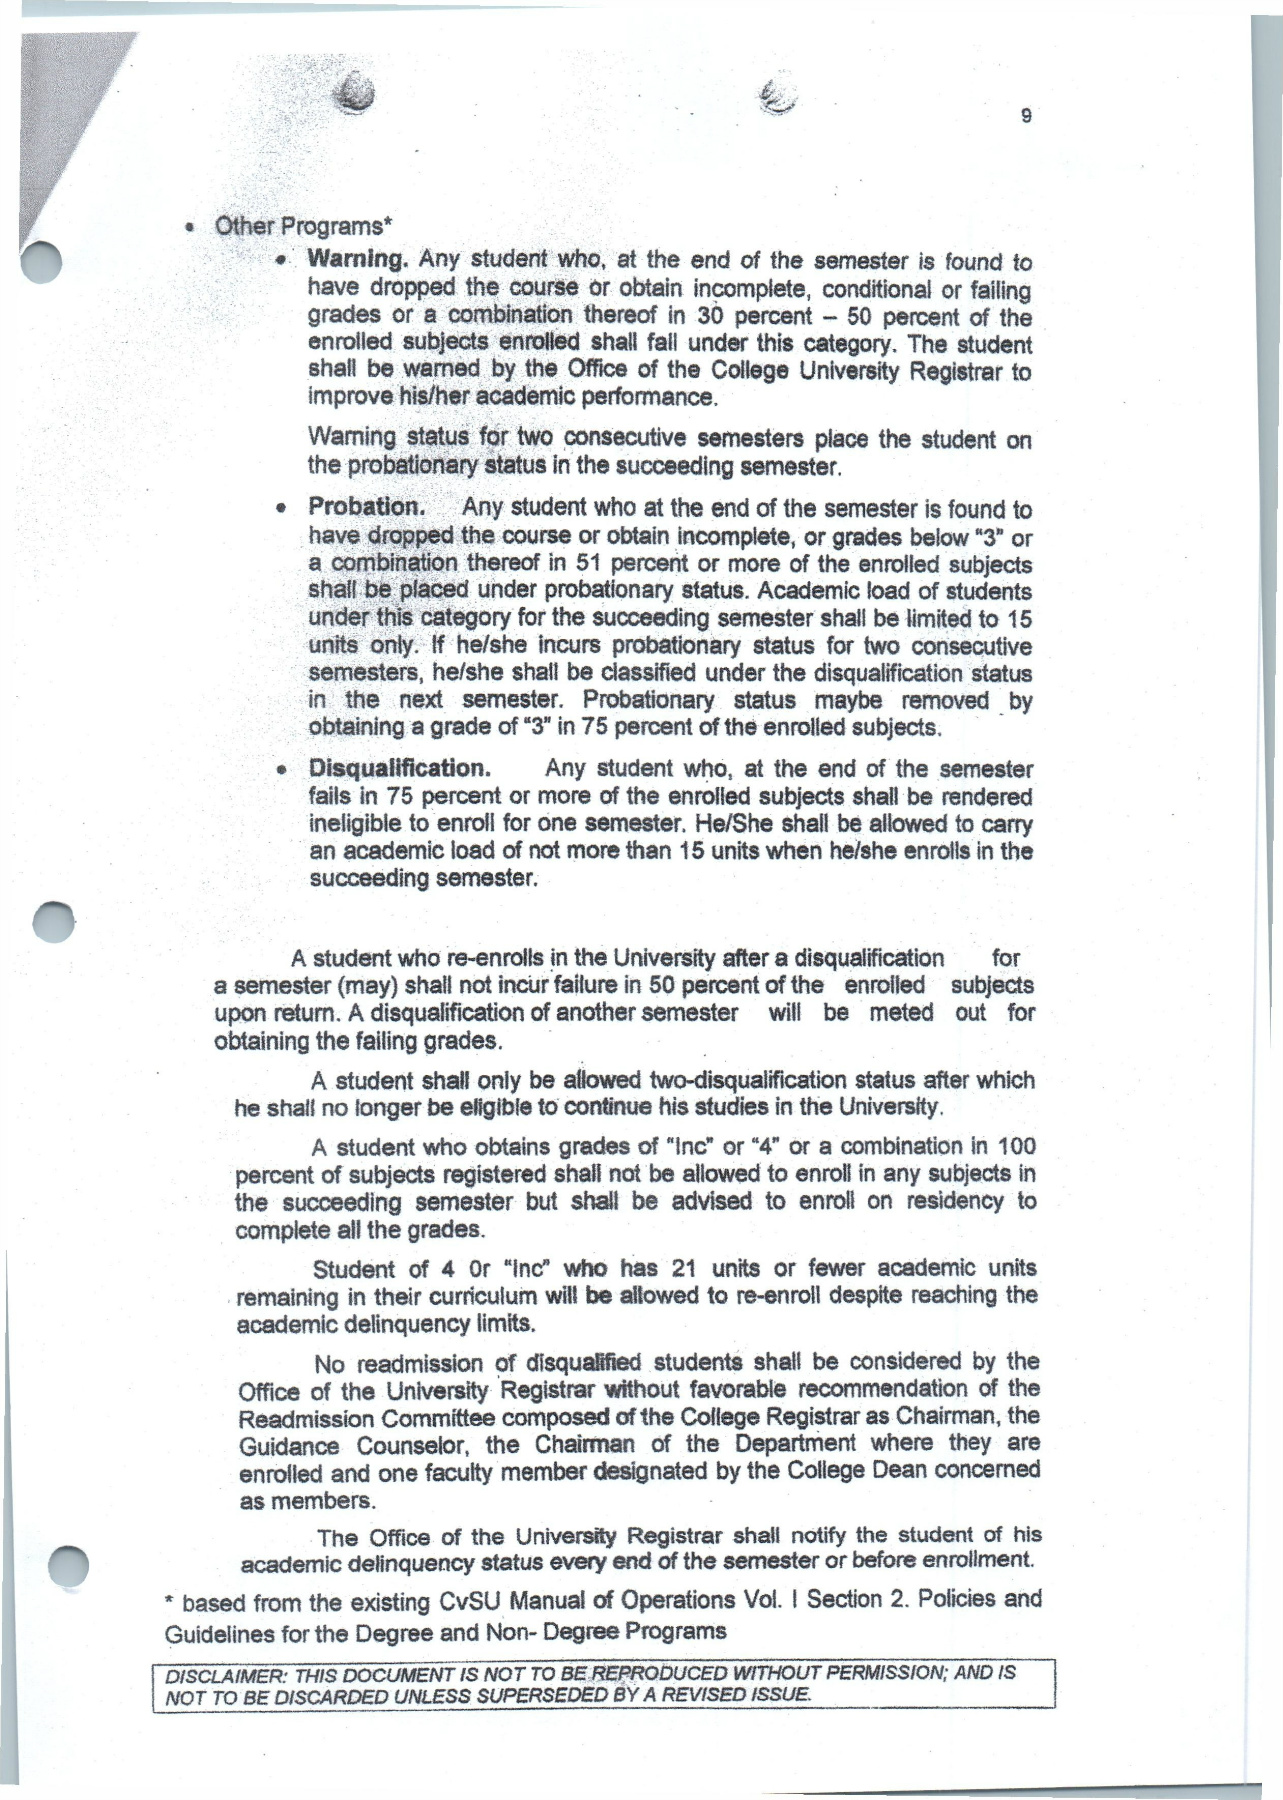 9
• Other Programs*
• Warning. Any student who, at the end of the semester is found to
have dropped the course or obtain incomplete, conditional or failing
grades or a combination thereof in 30 percent – 50 percent of the
enrolled subjects enrolled shall fall under this category. The student
shall be warned by the Office of the College University Registrar to
improve his/her academic performance.
Warning status for two consecutive semesters place the student on
the probationary status in the succeeding semester.
• Probation. Any student who at the end of the semester is found to
have dropped the course or obtain incomplete, or grades below “3” or
a combination thereof in 51 percent or more of the enrolled subjects
shall be placed under probationary status. Academic load of students
under this category for the succeeding semester shall be limited to 15
units only. If he/she incurs probationary status for two consecutive
semesters, he/she shall be classified under the disqualification status
in the next semester. Probationary status maybe removed by
obtaining a grade of “3” in 75 percent of the enrolled subjects.
• Disqualification. Any student who, at the end of the semester
fails in 75 percent or more of the enrolled subjects shall be rendered
ineligible to enroll for one semester. He/She shall be allowed to carry
an academic load of not more than 15 units when he/she enrolls in the
succeeding semester.
A student who re-enrolls in the University after a disqualification for
a semester (may) shall not incur failure in 50 percent of the enrolled subjects
upon return. A disqualification of another semester will be meted out for
obtaining the failing grades.
A student shall only be allowed two-disqualification status after which
he shall no longer be eligible to continue his studies in the University.
A student who obtains grades of “Inc” or “4” or a combination in 100
percent of subjects registered shall not be allowed to enroll in any subjects in
the succeeding semester but shall be advised to enroll on residency to
complete all the grades.
Student of 4 0r “Inc” who has 21 units or fewer academic units
remaining in their curriculum will be allowed to re-enroll despite reaching the
academic delinquency limits.
No readmission of disqualified students shall be considered by the
Office of the University Registrar without favorable recommendation of the
Readmission Committee composed of the College Registrar as Chairman, the
Guidance Counselor, the Chairman of the Department where they are
enrolled and one faculty member designated by the College Dean concerned
as members.
The Office of the University Registrar shall notify the student of his
academic delinquency status every end of the semester or before enrollment.
* based from the existing CvSU Manual of Operations Vol. I Section 2. Policies and
Guidelines for the Degree and Non- Degree Programs
DISCLAIMER: THIS DOCUMENT IS NOT TO BE REPRODUCED WITHOUT PERMISSION; AND IS
NOT TO BE DISCARDED UNLESS SUPERSEDED BY A REVISED ISSUE.